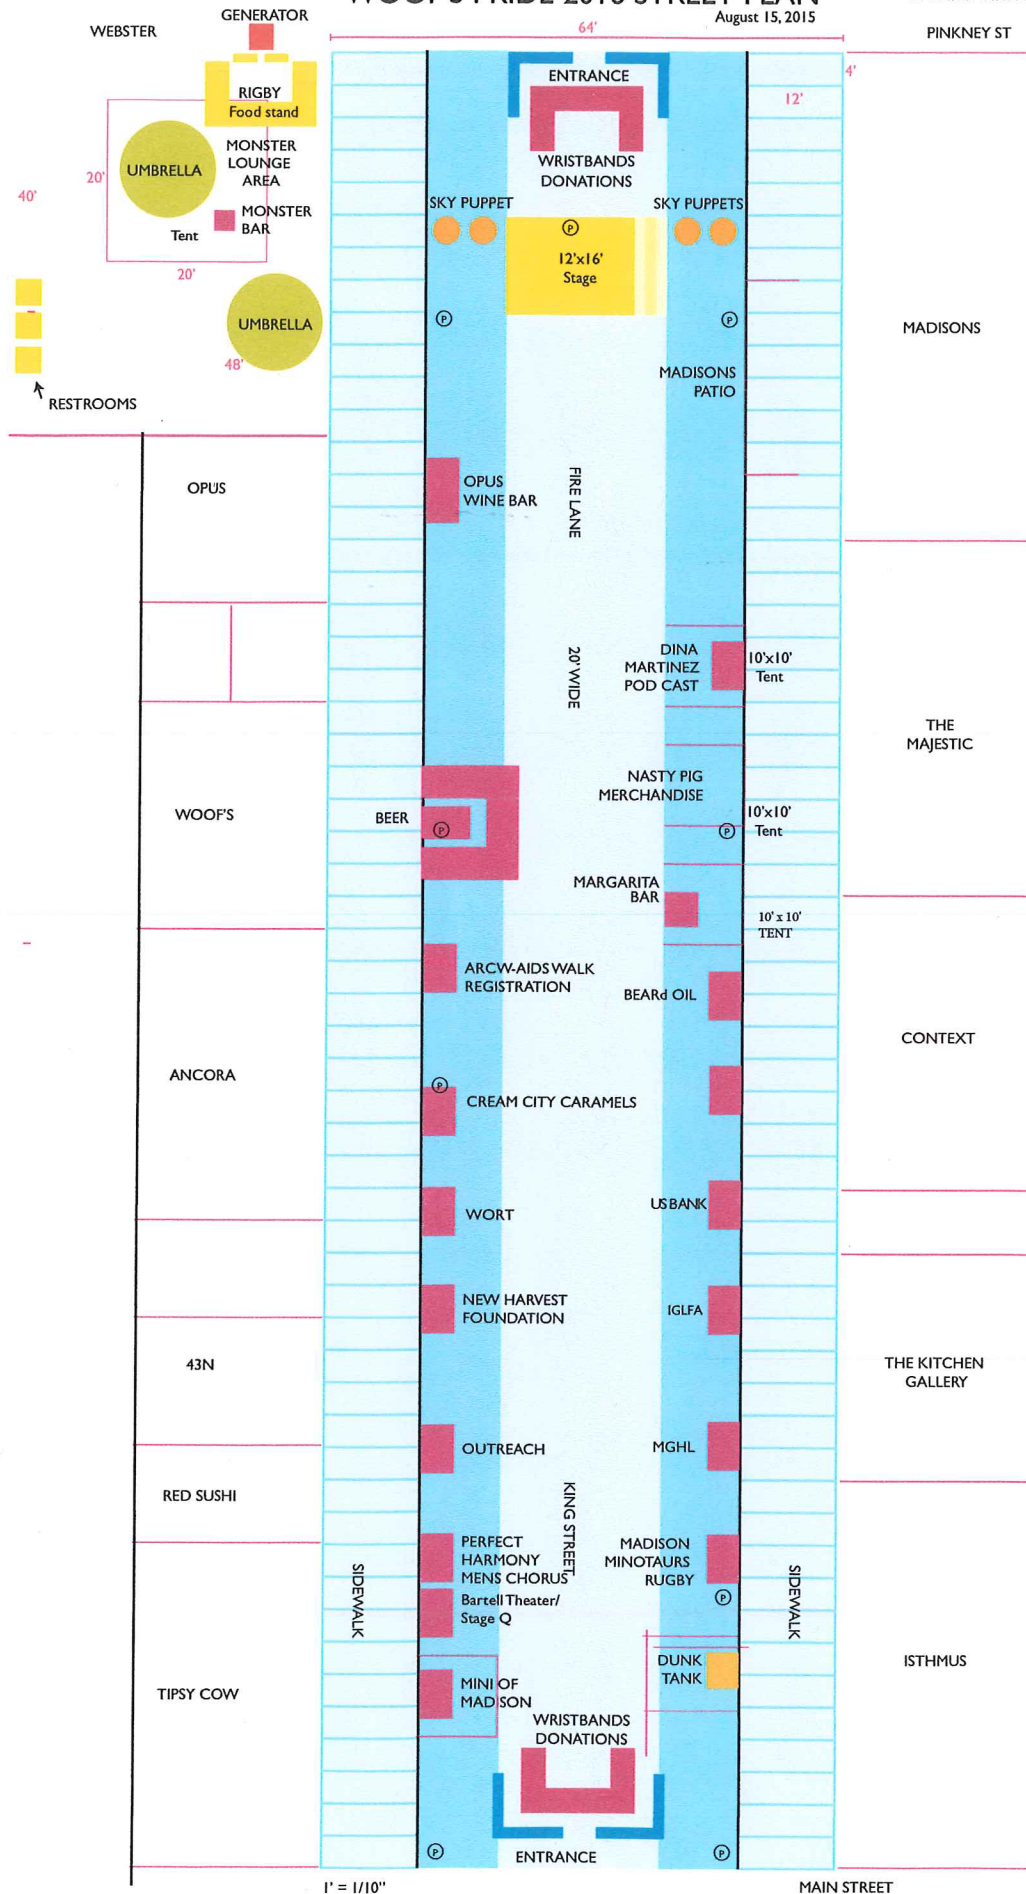 August 15, 2015
64'
WEBSTER
GENERATOR
PINKNEY ST
4'
12'
ENTRANCE
RIGBY
Food stand
WRISTBANDS
DONATIONS
MONSTER
LOUNGE
AREA
UMBRELLA
20'
40'
MONSTER
BAR
Tent
20'
SKY PUPPET
SKY PUPPETS
P
12'x16'
Stage
P
P
UMBRELLA
48'
MADISONS
MADISONS
PATIO
RESTROOMS
OPUS
OPUS
WINE BAR
FIRE LANE
20' WIDE
DINA
MARTINEZ
POD CAST
10'x10'
Tent
THE
MAJESTIC
NASTY PIG
MERCHANDISE
WOOF'S
BEER
P
10'x10'
Tent
P
MARGARITA
BAR
10' x 10'
TENT
ARCW-AIDS WALK
REGISTRATION
BEARd OIL
CONTEXT
ANCORA
P
CREAM CITY CARAMELS
WORT
US BANK
NEW HARVEST
FOUNDATION
IGLFA
43N
THE KITCHEN
GALLERY
OUTREACH
MGHL
RED SUSHI
KING STREET
PERFECT
HARMONY
MENS CHORUS
Bartell Theater/
Stage Q
MADISON
MINOTAURS
RUGBY
P
SIDEWALK
SIDEWALK
DUNK
TANK
ISTHMUS
TIPSY COW
MINI OF
MADISON
WRISTBANDS
DONATIONS
P
P
ENTRANCE
1' = 1/10"
MAIN STREET